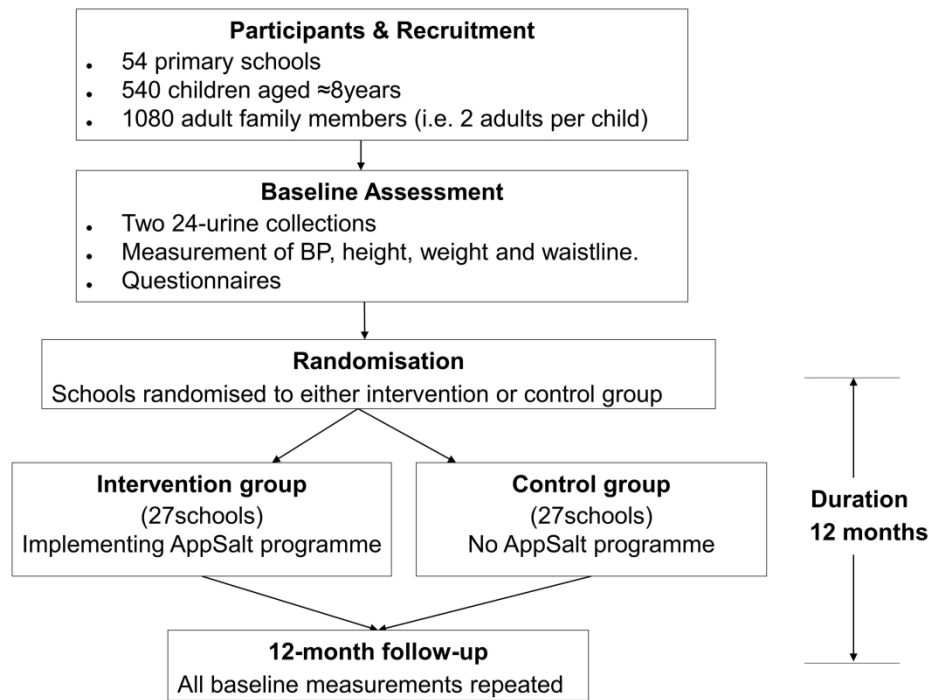 Participants & Recruitment
• 54 primary schools
• 540 children aged ≈8years
• 1080 adult family members (i.e. 2 adults per child)
Baseline Assessment
• Two 24-urine collections
• Measurement of BP, height, weight and waistline.
• Questionnaires
Randomisation
Schools randomised to either intervention or control group
Intervention group
(27schools)
Implementing AppSalt programme
Control group
(27schools)
No AppSalt programme
Duration
12 months
12-month follow-up
All baseline measurements repeated